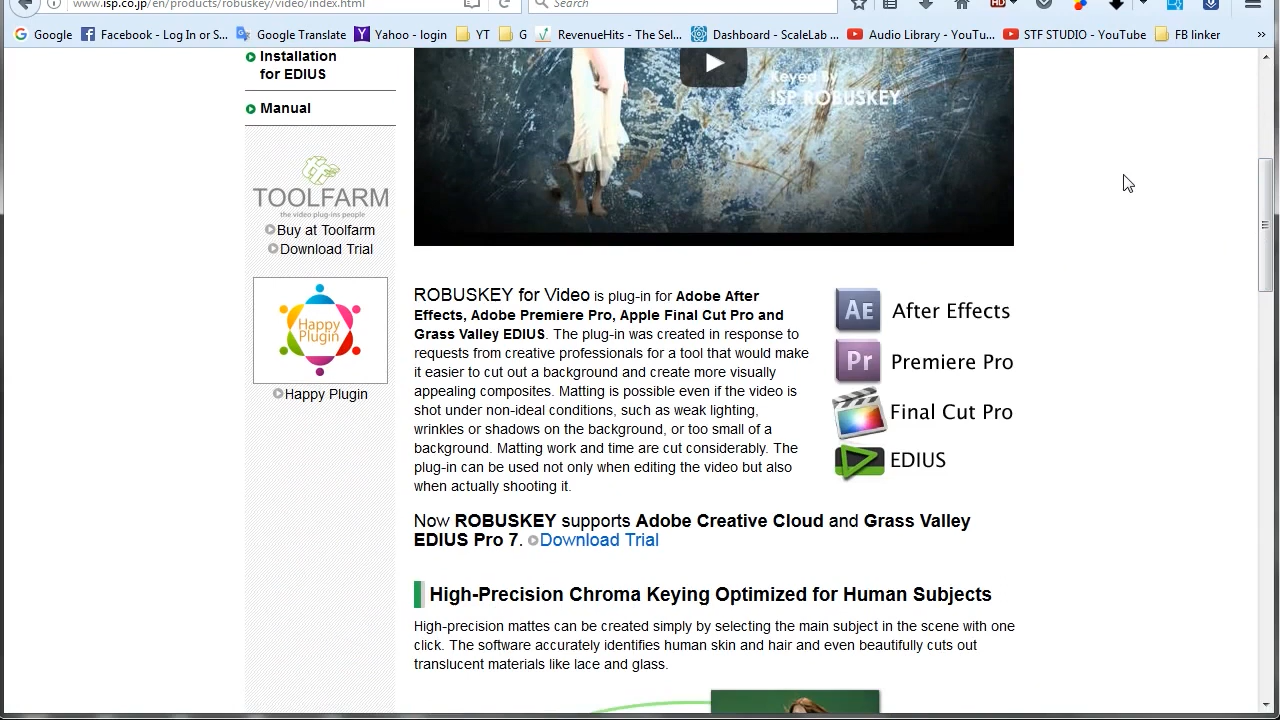 www.isp.co.jp/en/products/robuskey/video/index.html
Search
HD
Google
Facebook - Log In or S...
Google Translate
Yahoo - login
YT
G
RevenueHits - The Sel...
Dashboard - ScaleLab ...
Audio Library - YouTu...
STF STUDIO - YouTube
FB linker
»
Installation
for EDIUS
Manual
TOOLFARM
the video plug-ins people
Buy at Toolfarm
Download Trial
Happy
Plugin
Happy Plugin
Keyed By
ISP ROBUSKEY
ROBUSKEY for Video is plug-in for Adobe After
Effects, Adobe Premiere Pro, Apple Final Cut Pro and
Grass Valley EDIUS. The plug-in was created in response to
requests from creative professionals for a tool that would make
it easier to cut out a background and create more visually
appealing composites. Matting is possible even if the video is
shot under non-ideal conditions, such as weak lighting,
wrinkles or shadows on the background, or too small of a
background. Matting work and time are cut considerably. The
plug-in can be used not only when editing the video but also
when actually shooting it.
AE After Effects
Pr Premiere Pro
Final Cut Pro
EDIUS
Now ROBUSKEY supports Adobe Creative Cloud and Grass Valley
EDIUS Pro 7. Download Trial
High-Precision Chroma Keying Optimized for Human Subjects
High-precision mattes can be created simply by selecting the main subject in the scene with one
click. The software accurately identifies human skin and hair and even beautifully cuts out
translucent materials like lace and glass.